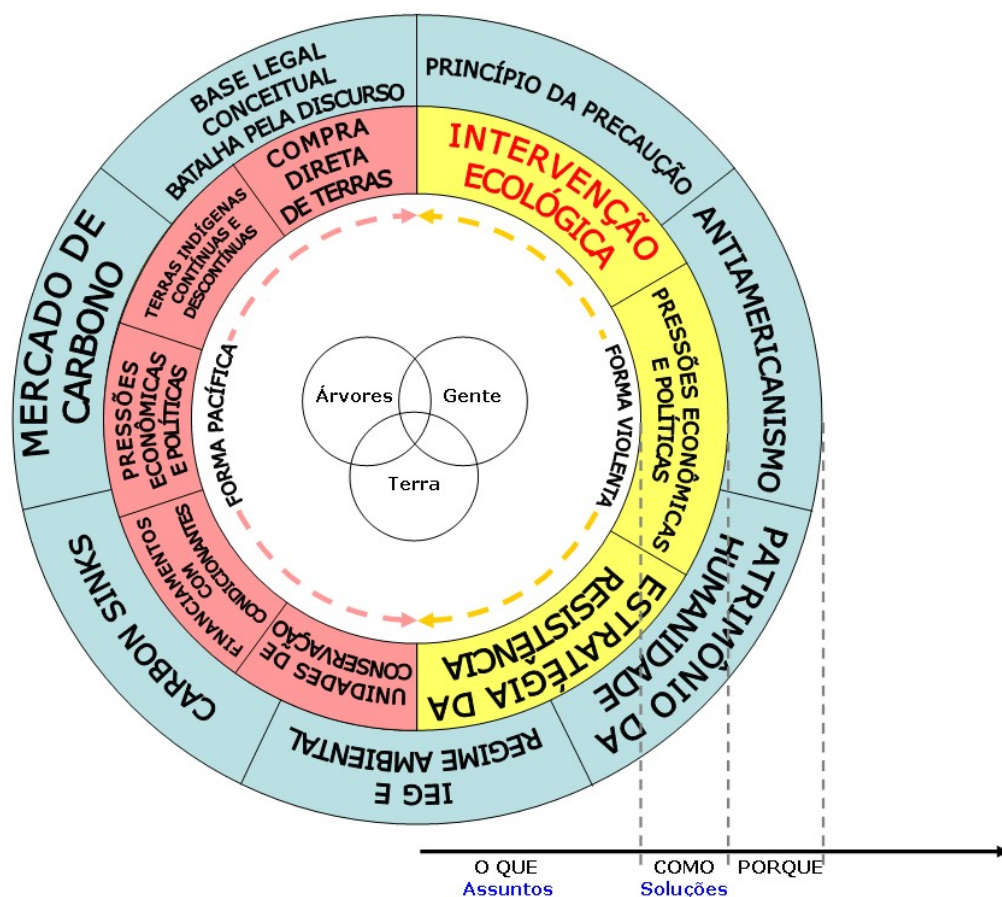 BASE LEGAL
CONCEITUAL
BATALHA PELA DISCURSO
PRINCÍPIO DA PRECAUÇÃO
ANTIAMERICANISMO
PATRIMÔNIO DA
HUMANIDADE
IEG E
REGIME AMBIENTAL
CARBON SINKS
MERCADO DE
CARBONO
COMPRA
DIRETA
DE TERRAS
INTERVENÇÃO
ECOLÓGICA
PRESSÕES ECONÔMICAS
E POLÍTICAS
ESTRATÉGIA DA
RESISTÊNCIA
UNIDADES DE
CONSERVAÇÃO
FINANCIAMENTOS
COM
CONDICIONANTES
PRESSÕES
ECONÔMICAS
E POLÍTICAS
TERRAS INDÍGENAS
CONTÍNUAS E
DESCONTÍNUAS
FORMA PACÍFICA
FORMA VIOLENTA
Árvores
Gente
Terra
O QUE
Assuntos
COMO
Soluções
PORQUE